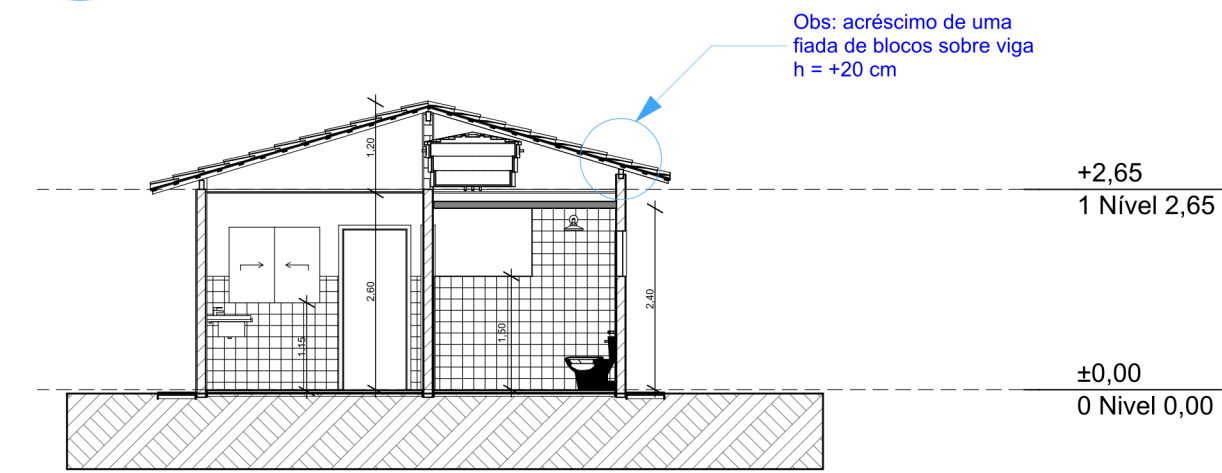 Obs: acréscimo de uma
fiada de blocos sobre viga
h = +20 cm
1,20
+2,65
1 Nível 2,65
2,60
2,40
1,50
1,15
±0,00
0 Nivel 0,00